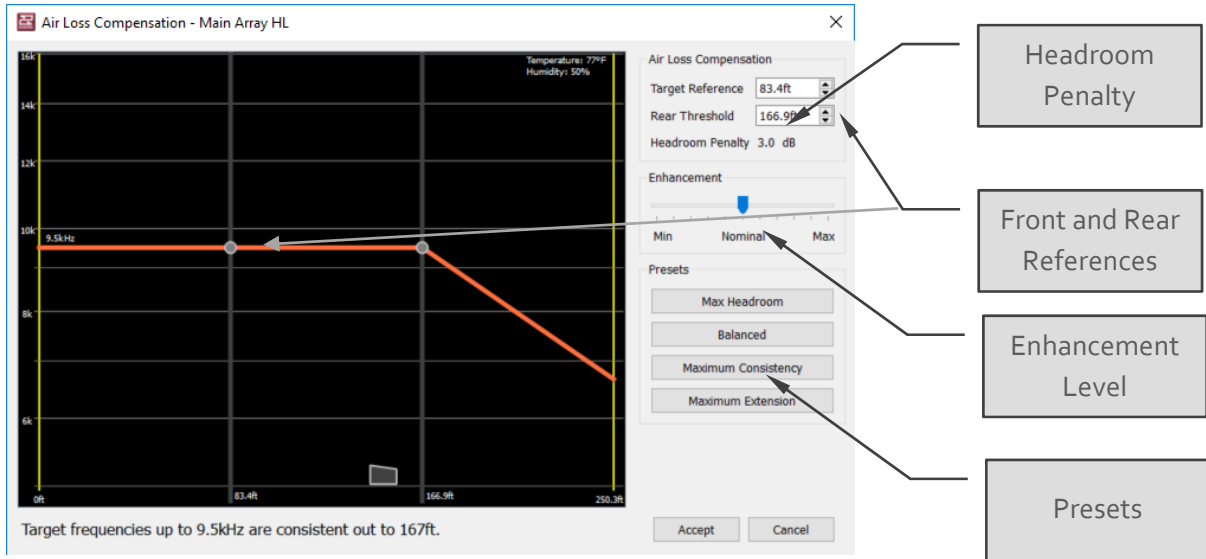 Air Loss Compensation - Main Array HL
16k
14k
12k
10k
8k
6k
9.5kHz
Temperature: 77°F
Humidity: 50%
0ft
83.4ft
166.9ft
250.3ft
Target frequencies up to 9.5kHz are consistent out to 167ft.
Air Loss Compensation
Target Reference 83.4ft
Rear Threshold 166.9ft
Headroom Penalty 3.0 dB
Enhancement
Min Nominal Max
Presets
Max Headroom
Balanced
Maximum Consistency
Maximum Extension
Accept Cancel
Headroom
Penalty
Front and Rear
References
Enhancement
Level
Presets